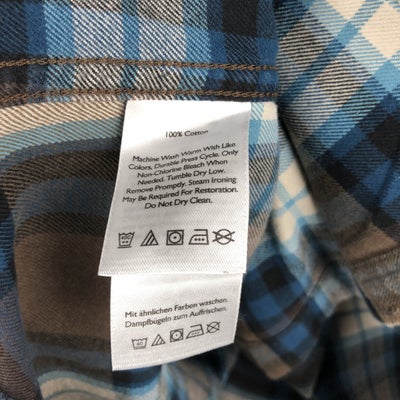 100% Cotton
Machine Wash Warm With Like
Colors, Durable Press Cycle. Only
Non-Chlorine Bleach When
Needed. Tumble Dry Low.
Remove Promptly. Steam Ironing
May Be Required For Restoration.
Do Not Dry Clean.
Mit ähnlichen Farben waschen.
Dampfbügeln zum Auffrischen.